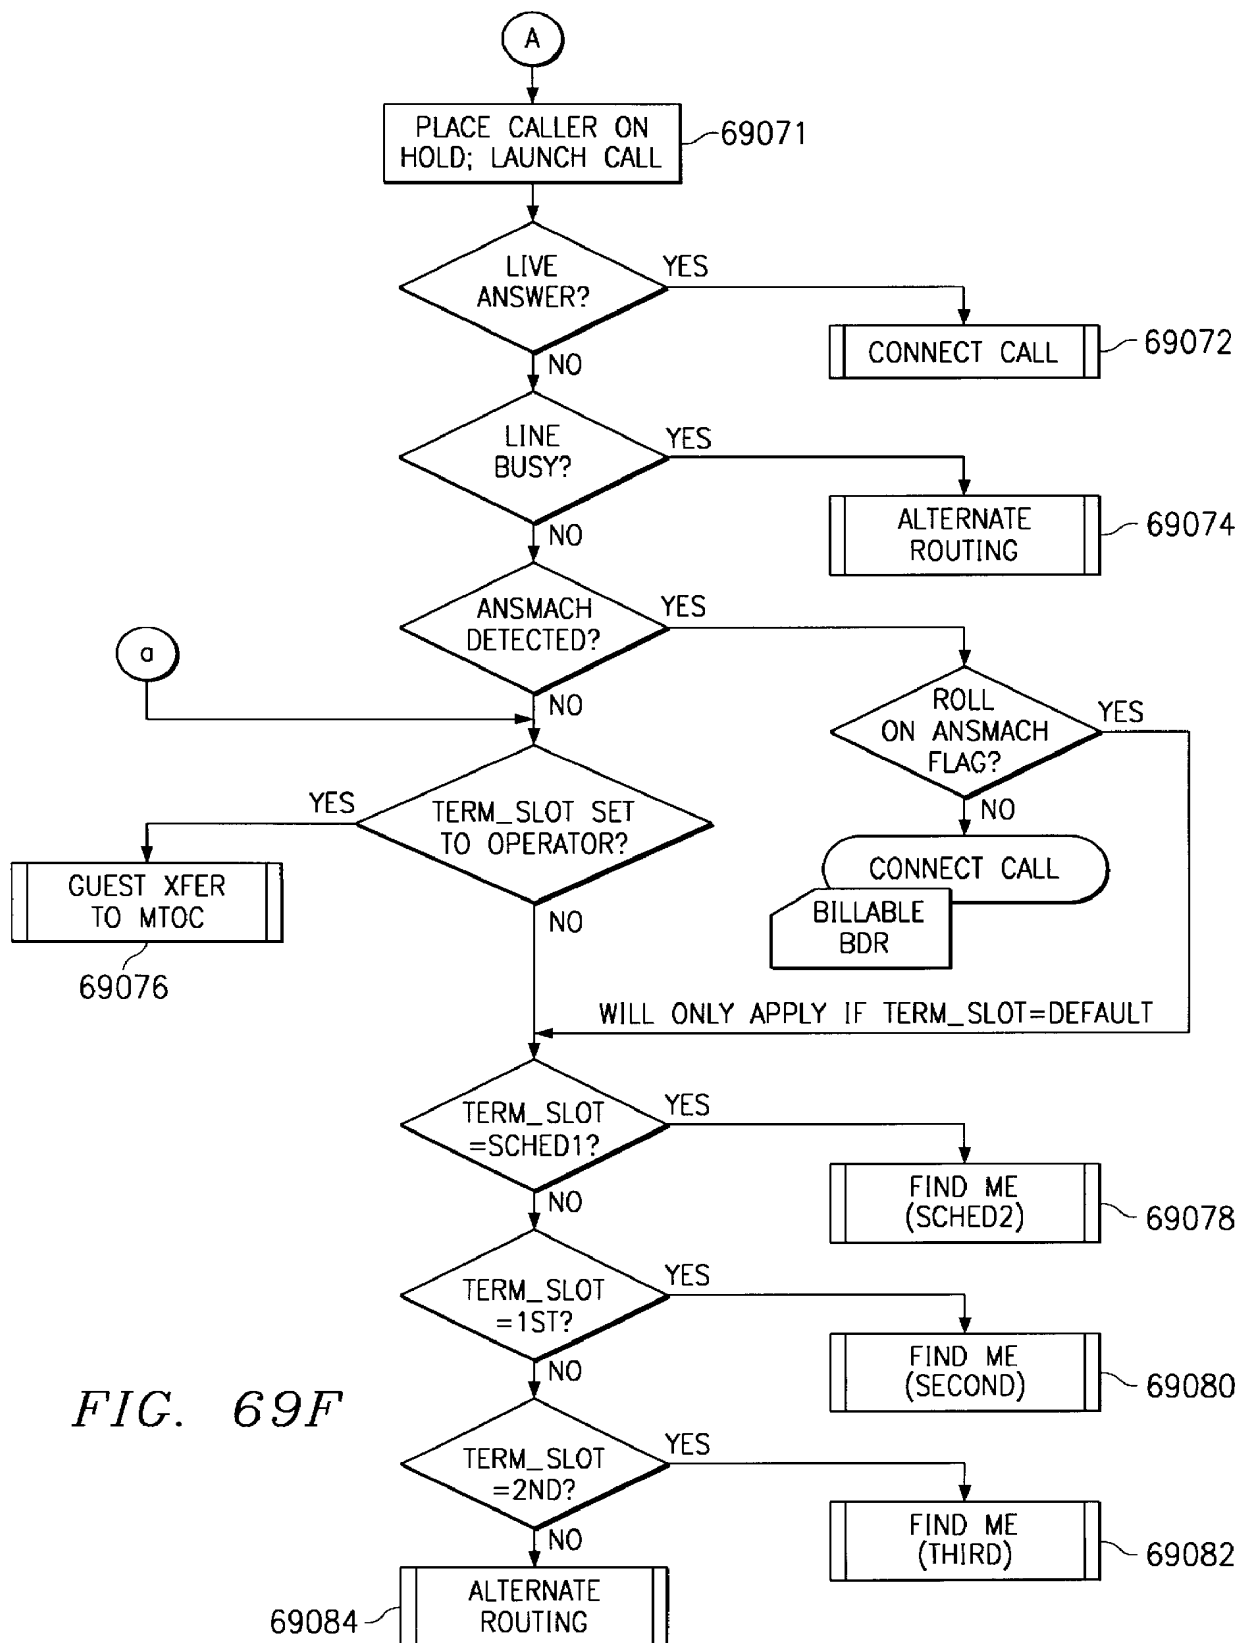 A
PLACE CALLER ON
HOLD; LAUNCH CALL
69071
LIVE
ANSWER?
YES
CONNECT CALL
69072
NO
LINE
BUSY?
YES
ALTERNATE
ROUTING
69074
NO
ANSMACH
DETECTED?
YES
a
NO
ROLL
ON ANSMACH
FLAG?
YES
NO
CONNECT CALL
BILLABLE
BDR
TERM_SLOT SET
TO OPERATOR?
YES
GUEST XFER
TO MTOC
69076
NO
WILL ONLY APPLY IF TERM_SLOT=DEFAULT
TERM_SLOT
=SCHED1?
YES
FIND ME
(SCHED2)
69078
NO
TERM_SLOT
=1ST?
YES
FIND ME
(SECOND)
69080
NO
FIG. 69F
TERM_SLOT
=2ND?
YES
FIND ME
(THIRD)
69082
NO
ALTERNATE
ROUTING
69084